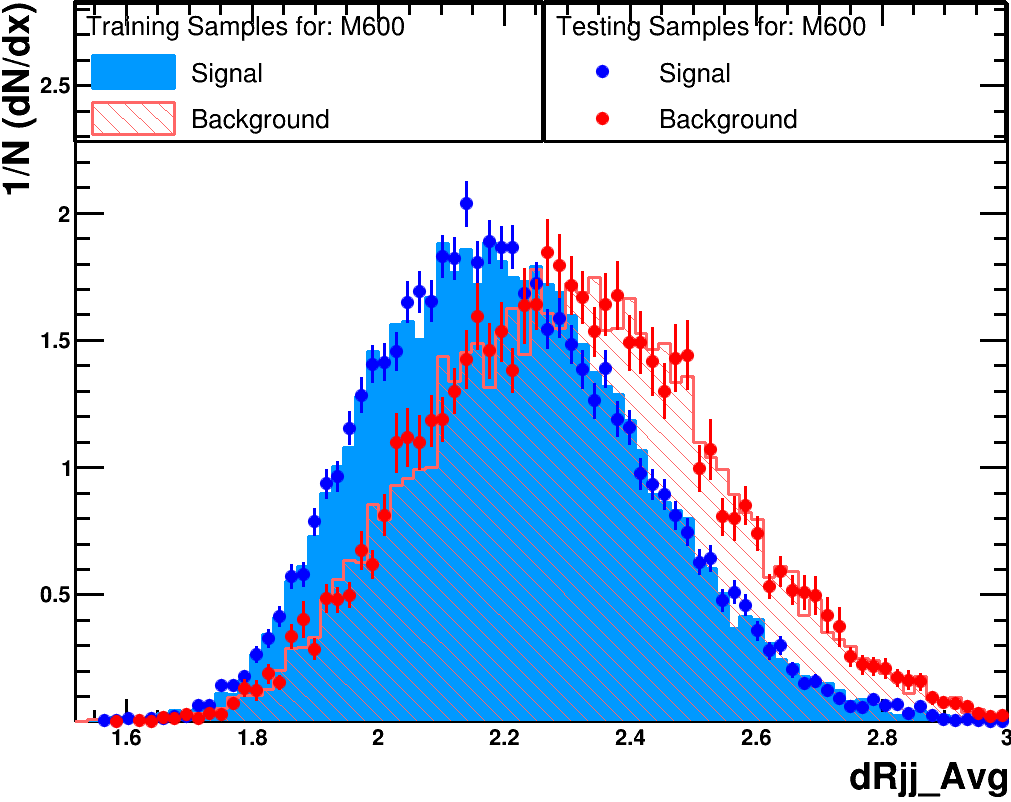 Training Samples for: M600
Signal
Background
Testing Samples for: M600
Signal
Background
1/N (dN/dx)
2.5
2
1.5
1
0.5
1.6 1.8 2 2.2 2.4 2.6 2.8 3
dRjj_Avg